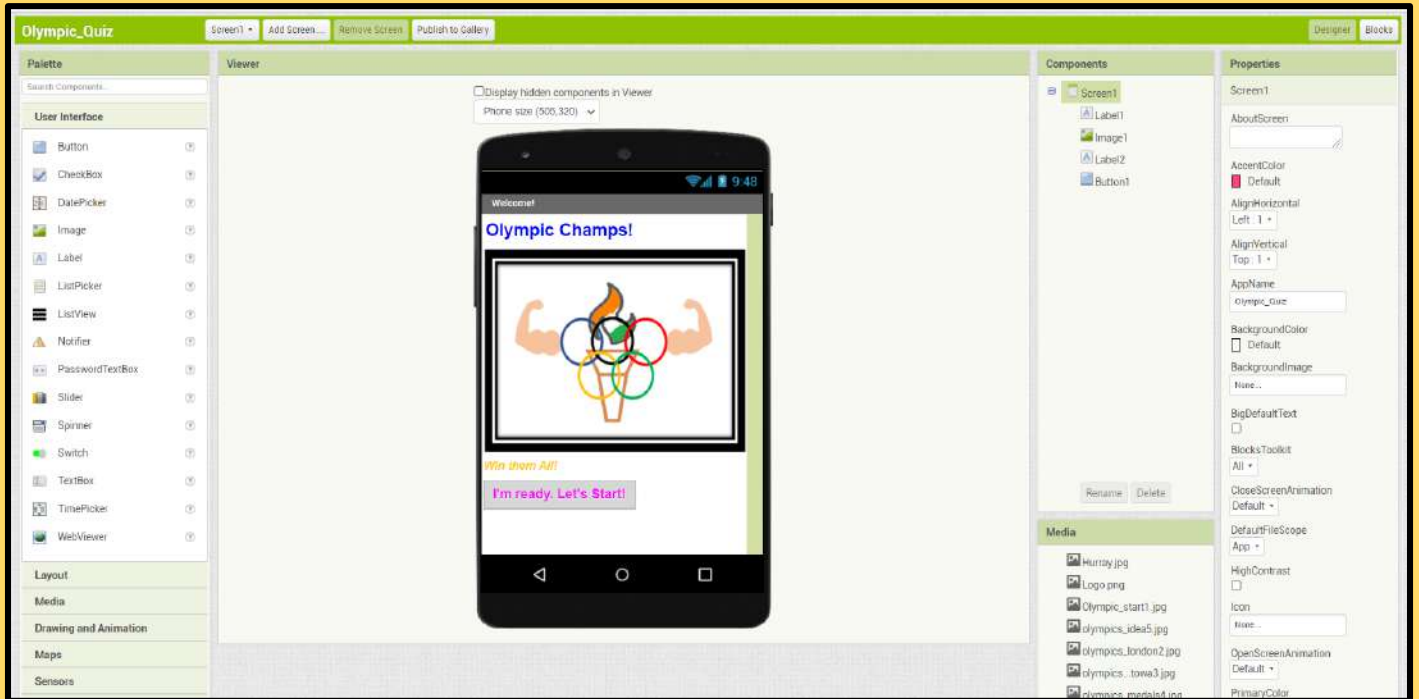 Olympic_Quiz
Screen1
Add Screen ...
Remove Screen
Publish to Gallery
Designer
Blocks
Palette
Search Components...
User Interface
Button
CheckBox
DatePicker
Image
Label
ListPicker
ListView
Notifier
PasswordTextBox
Slider
Spinner
Switch
TextBox
TimePicker
WebViewer
Layout
Media
Drawing and Animation
Maps
Sensors
Viewer
Display hidden components in Viewer
Phone size (505,320)
9:48
Welcome!
Olympic Champs!
Win them All!
I'm ready. Let's Start!
Components
Screen1
Label1
Image1
Label2
Button1
Rename
Delete
Media
Hurray.jpg
Logo.png
Olympic_start1.jpg
olympics_idea5.jpg
olympics_london2.jpg
olympics...towa3.jpg
olympics_medals4.jpg
Properties
Screen1
AboutScreen
AccentColor
Default
AlignHorizontal
Left : 1
AlignVertical
Top : 1
AppName
Olympic_Quiz
BackgroundColor
Default
BackgroundImage
None...
BigDefaultText
BlocksToolkit
All
CloseScreenAnimation
Default
DefaultFileScope
App
HighContrast
Icon
None...
OpenScreenAnimation
Default
PrimaryColor